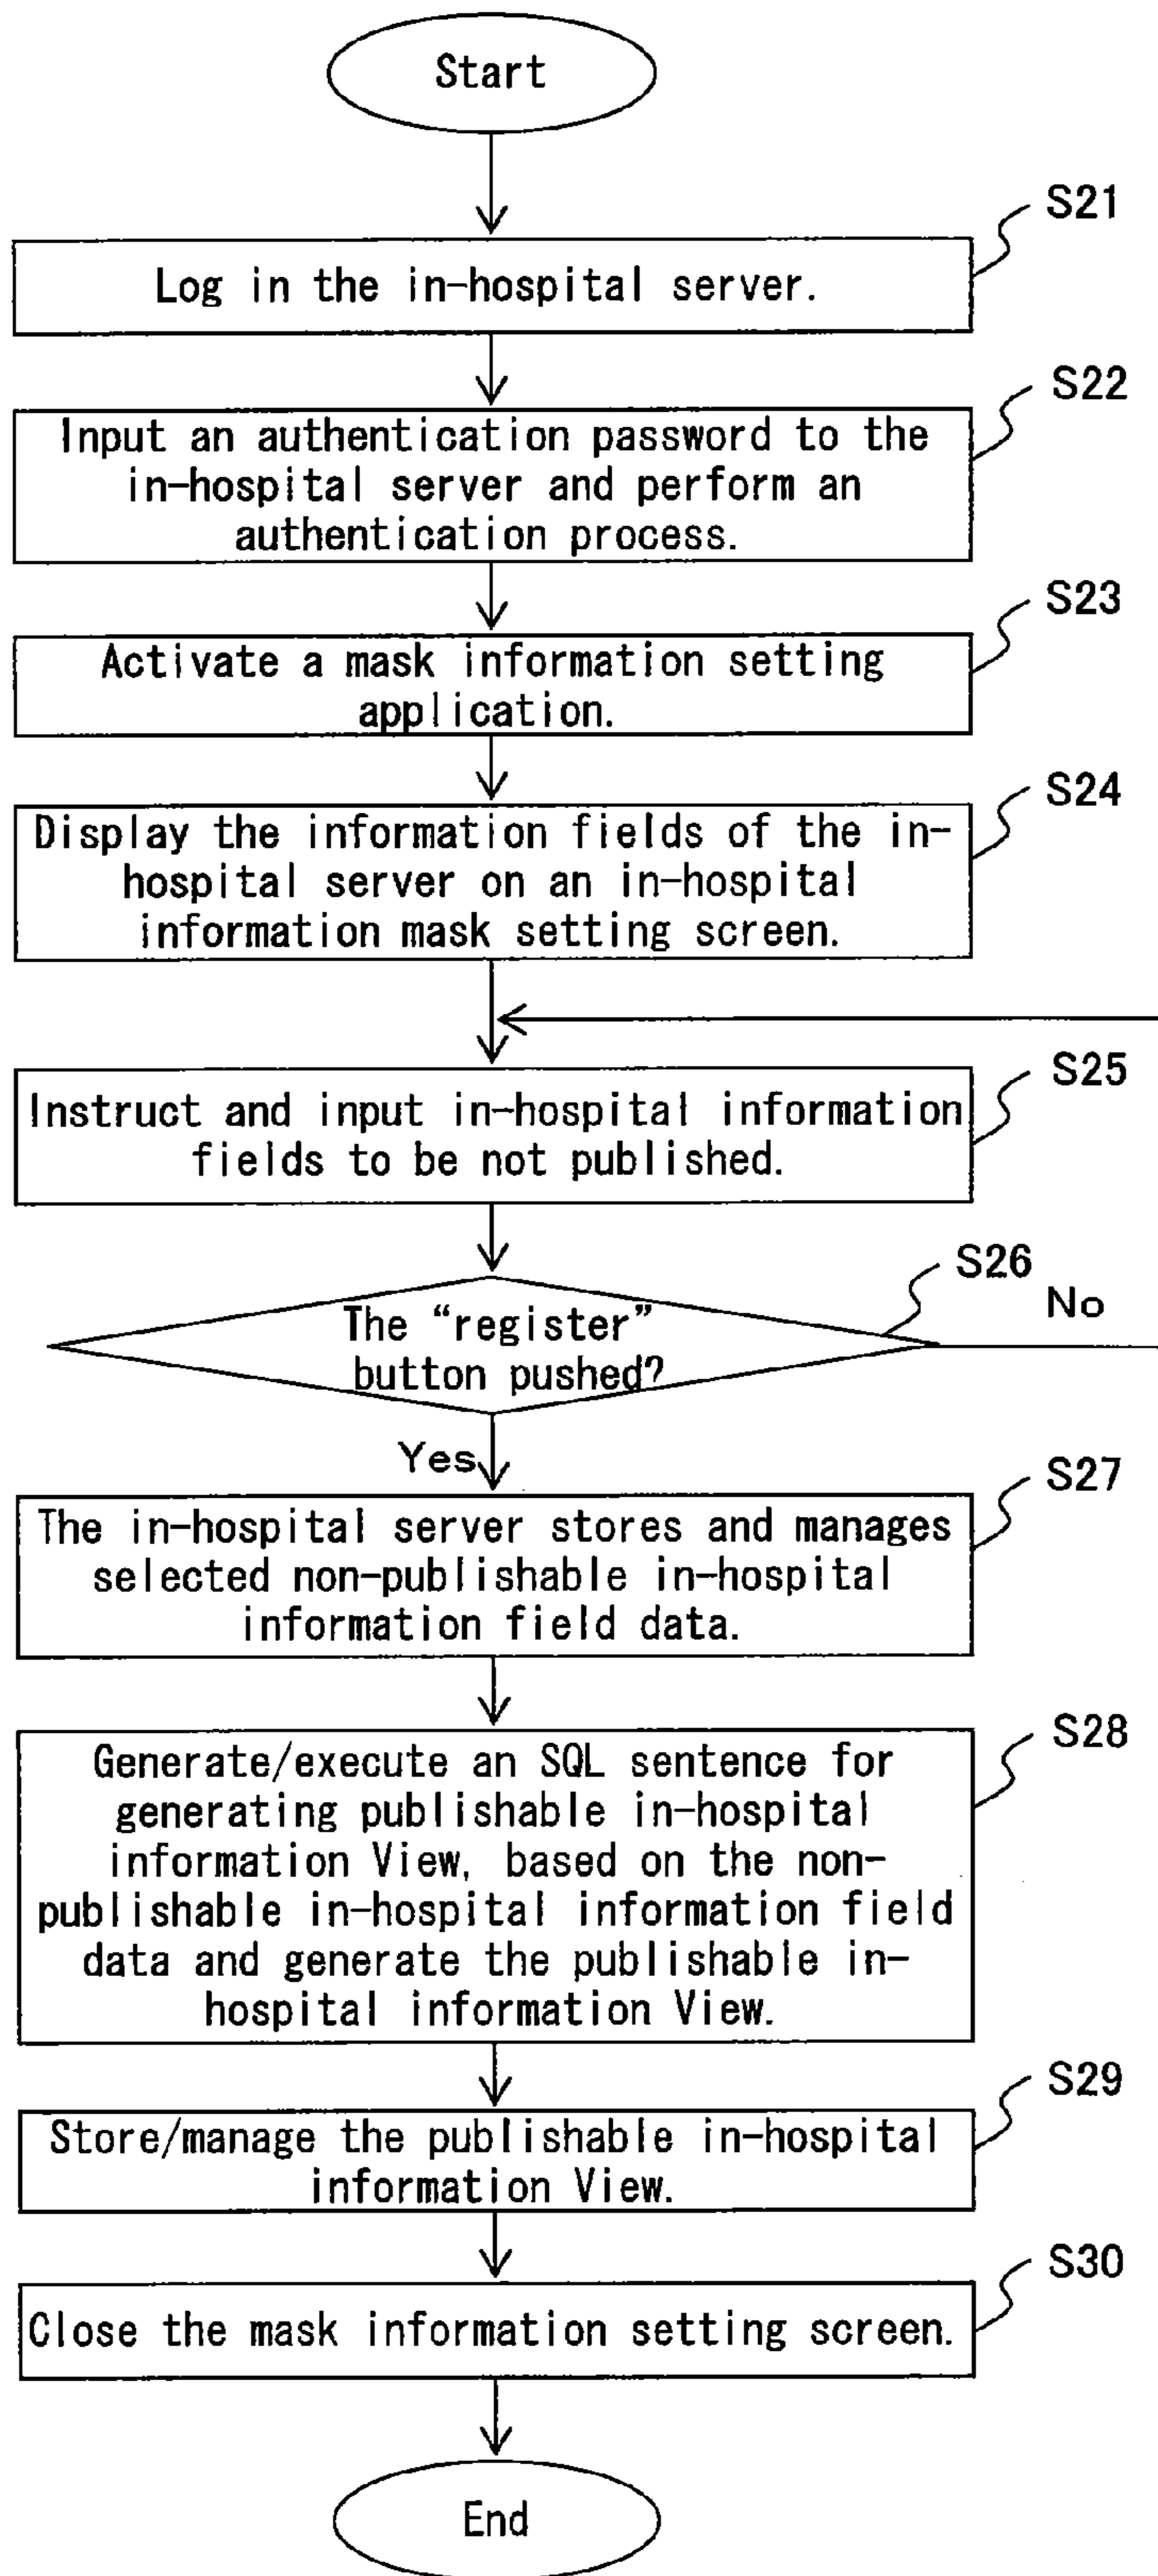 Start
S21
Log in the in-hospital server.
S22
Input an authentication password to the
in-hospital server and perform an
authentication process.
S23
Activate a mask information setting
application.
S24
Display the information fields of the in-
hospital server on an in-hospital
information mask setting screen.
S25
Instruct and input in-hospital information
fields to be not published.
S26
No
The “register”
button pushed?
Yes
S27
The in-hospital server stores and manages
selected non-publishable in-hospital
information field data.
S28
Generate/execute an SQL sentence for
generating publishable in-hospital
information View, based on the non-
publishable in-hospital information field
data and generate the publishable in-
hospital information View.
S29
Store/manage the publishable in-hospital
information View.
S30
Close the mask information setting screen.
End